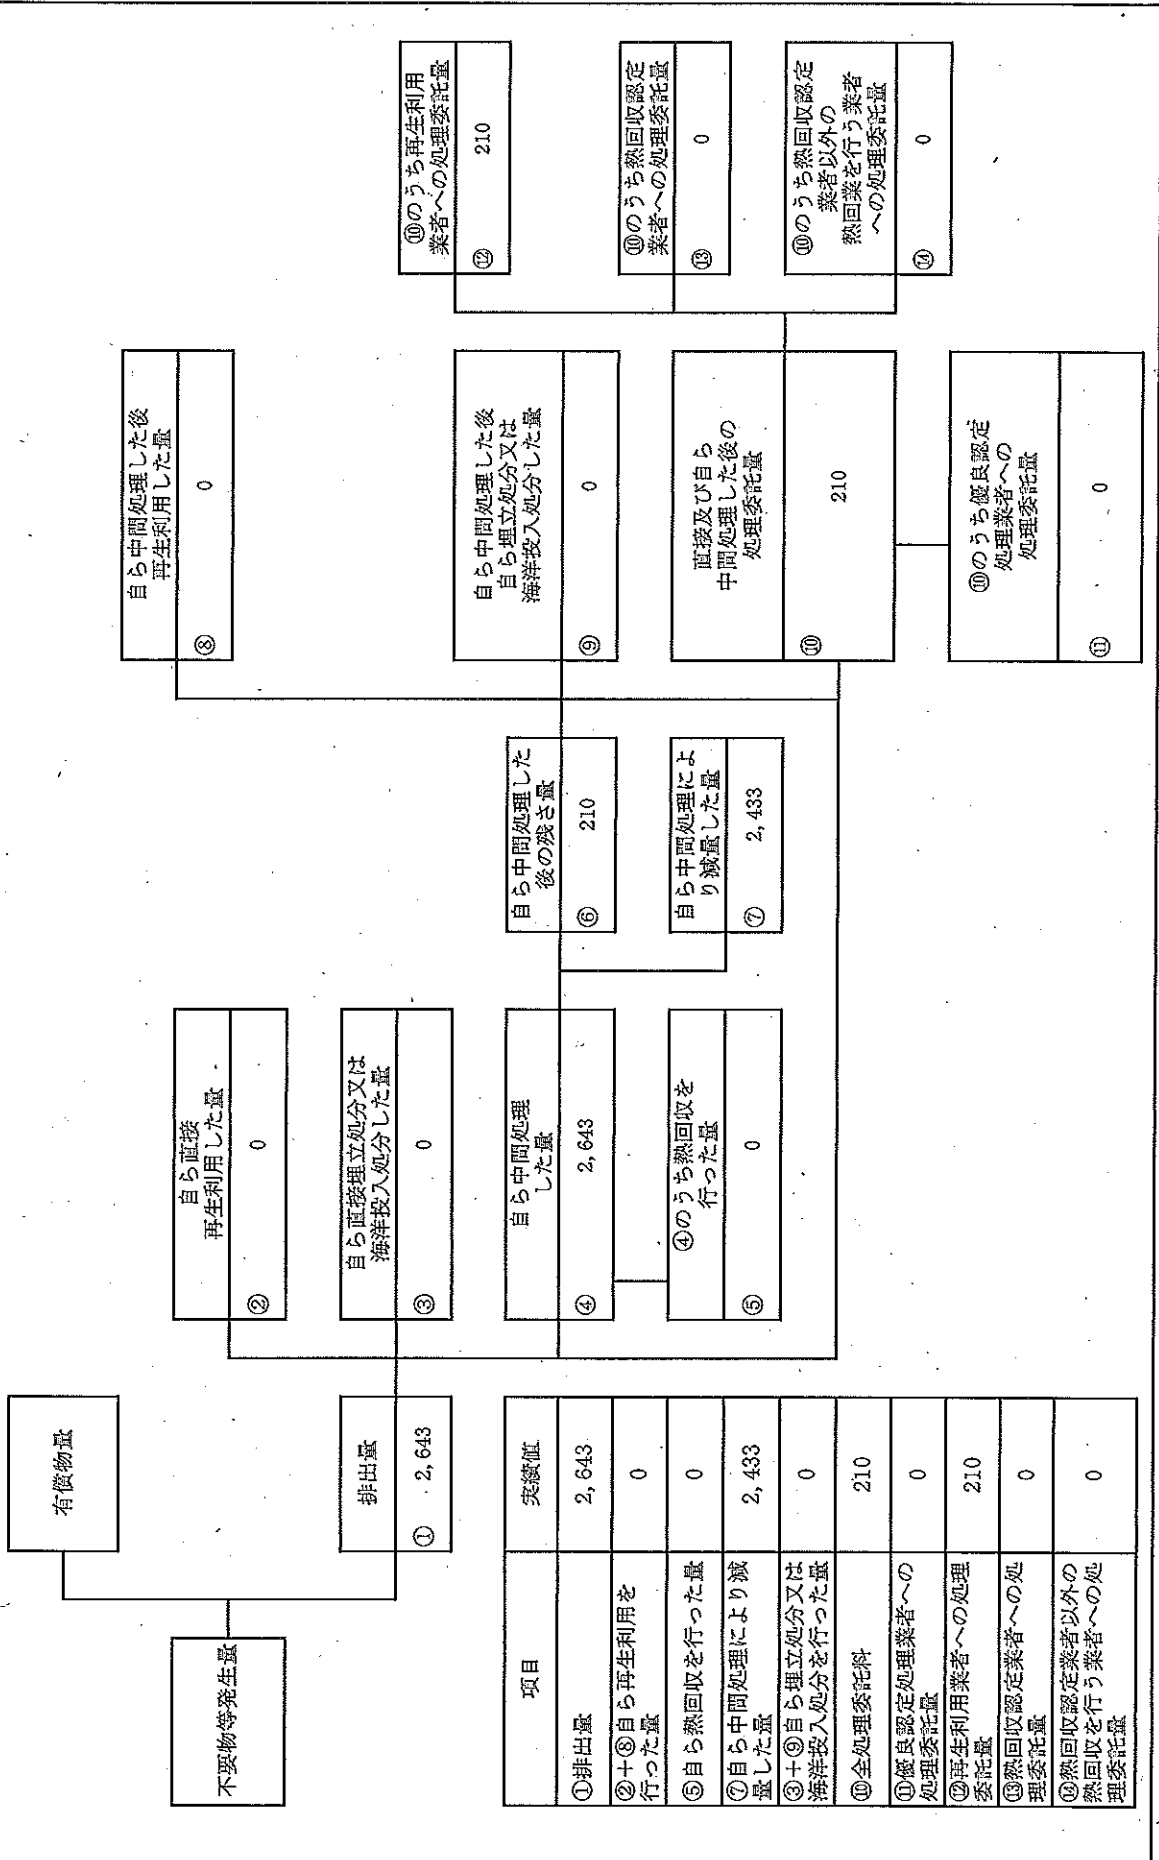 不要物等発生量
有償物量
排出量
① 2,643
自ら直接
再生利用した量
② 0
自ら直接埋立処分又は
海洋投入処分した量
③ 0
自ら中間処理
した量
④ 2,643
④のうち熱回収を
行った量
⑤ 0
自ら中間処理した
後の残さ量
⑥ 210
自ら中間処理によ
り減量した量
⑦ 2,433
自ら中間処理した後
再生利用した量
⑧ 0
自ら中間処理した後
自ら埋立処分又は
海洋投入処分した量
⑨ 0
直接及び自ら
中間処理した後の
処理委託量
⑩ 210
⑩のうち優良認定
処理業者への
処理委託量
⑪ 0
⑩のうち再生利用
業者への処理委託量
⑫ 210
⑩のうち熱回収認定
業者への処理委託量
⑬ 0
⑩のうち熱回収認定
業者以外の
熱回業を行う業者
への処理委託量
⑭ 0
項目 実績値
①排出量 2,643
②+⑧自ら再生利用を
行った量 0
⑤自ら熱回収を行った量 0
⑦自ら中間処理により減
量した量 2,433
③+⑨自ら埋立処分又は
海洋投入処分を行った量 0
⑩全処理委託料 210
⑪優良認定処理業者への
処理委託量 0
⑫再生利用業者への処理
委託量 210
⑬熱回収認定業者への処
理委託量 0
⑭熱回収認定業者以外の
熱回収を行う業者への処
理委託量 0